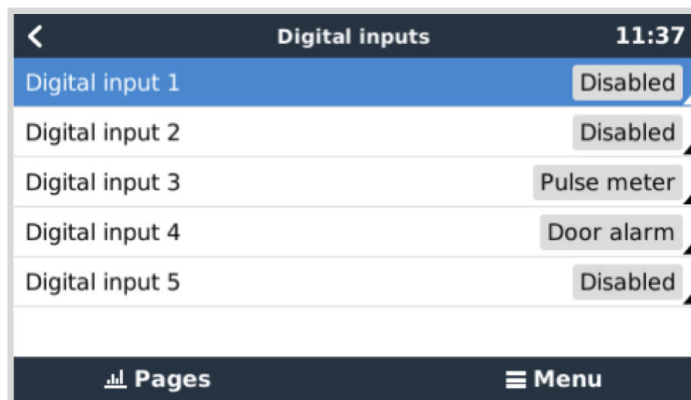 Digital inputs 11:37
Digital input 1 Disabled
Digital input 2 Disabled
Digital input 3 Pulse meter
Digital input 4 Door alarm
Digital input 5 Disabled
Pages Menu